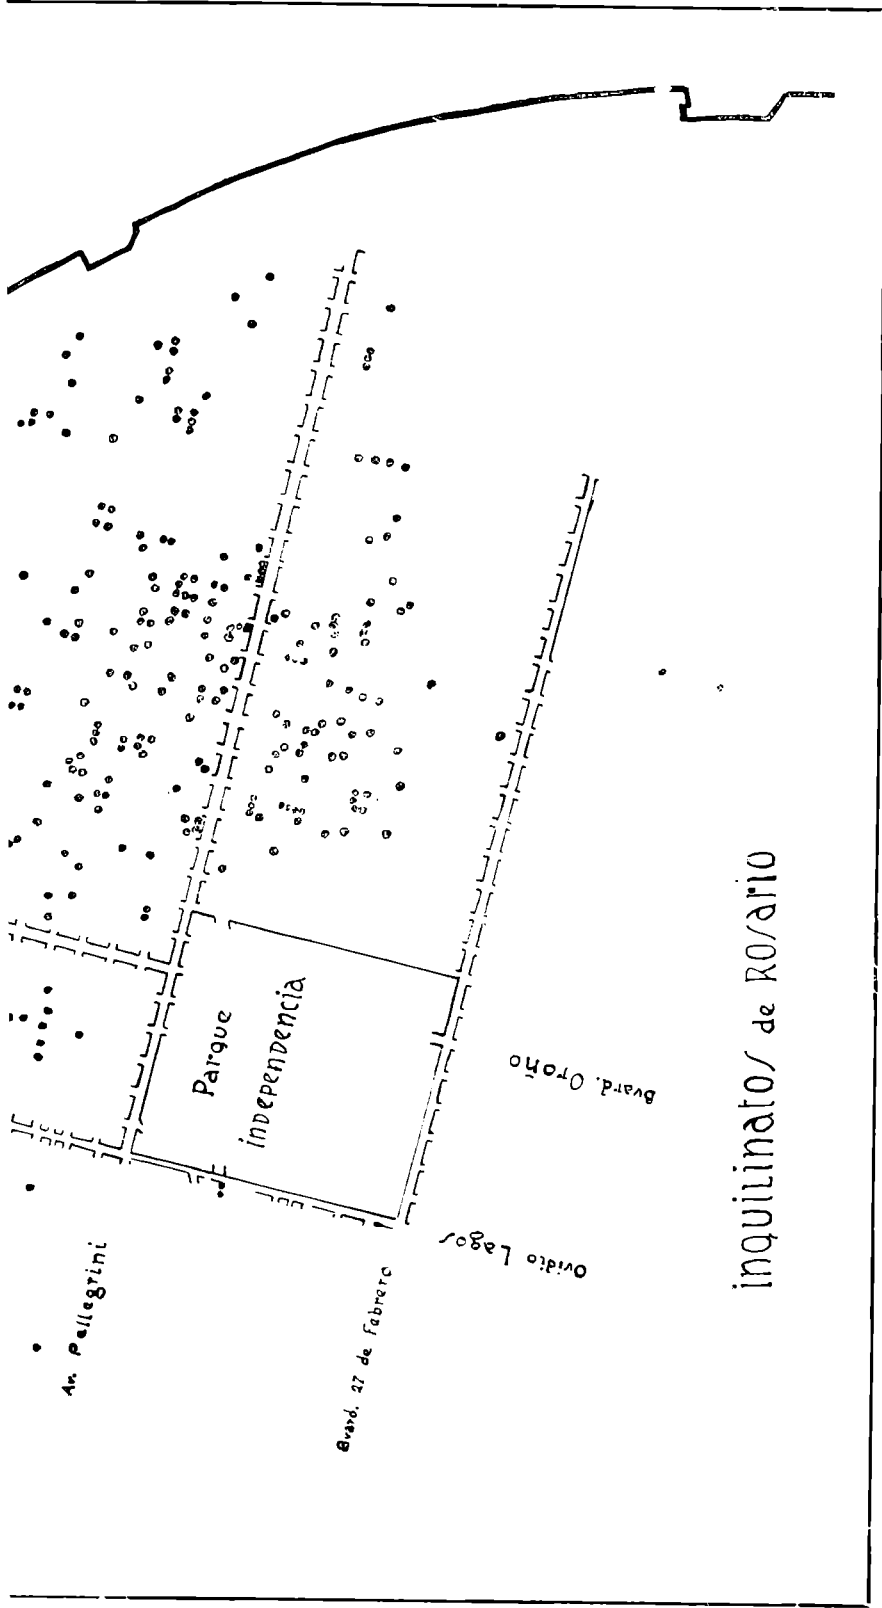 Av. Pellegrini
Parque
independencia
Bvard. 27 de Febrero
Ovidio Lagos
Bvard. Oroño
inquilinatos de Rosario